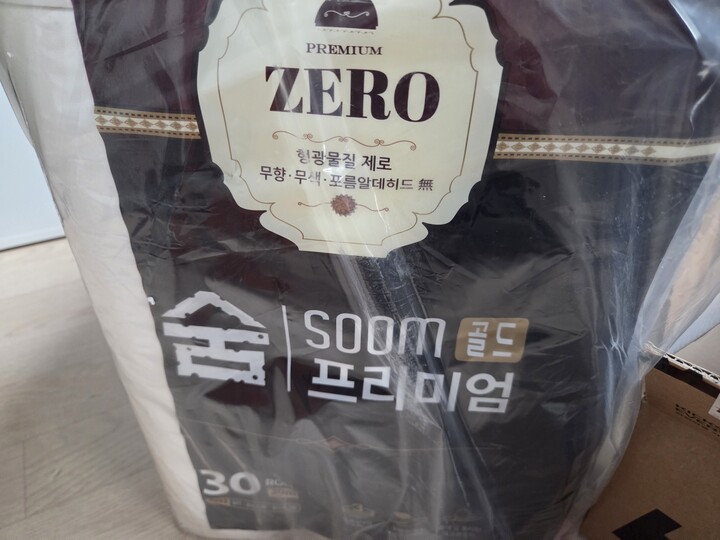 PREMIUM
ZERO
형광물질 제로
무향·무색·포름알데히드 無
숨
SOOM 골드
프리미엄
30